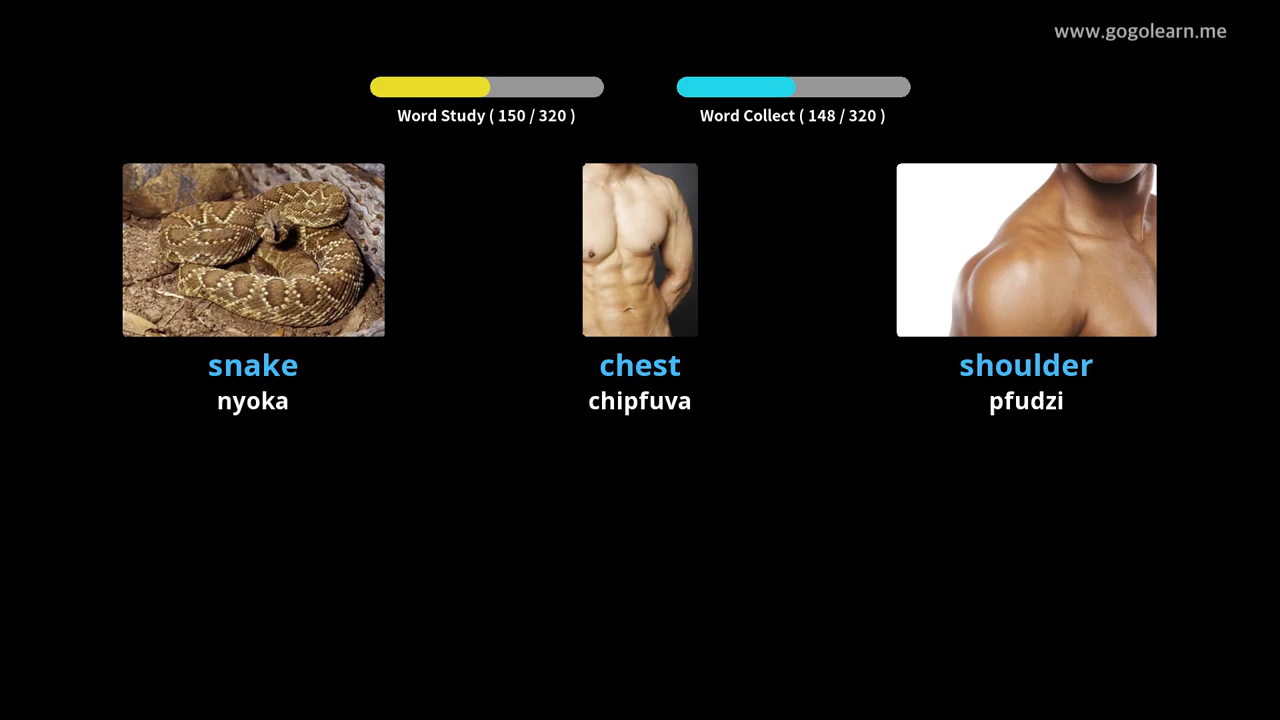 www.gogolearn.me
Word Study ( 150 / 320 )
Word Collect ( 148 / 320 )
snake
nyoka
chest
chipfuva
shoulder
pfudzi